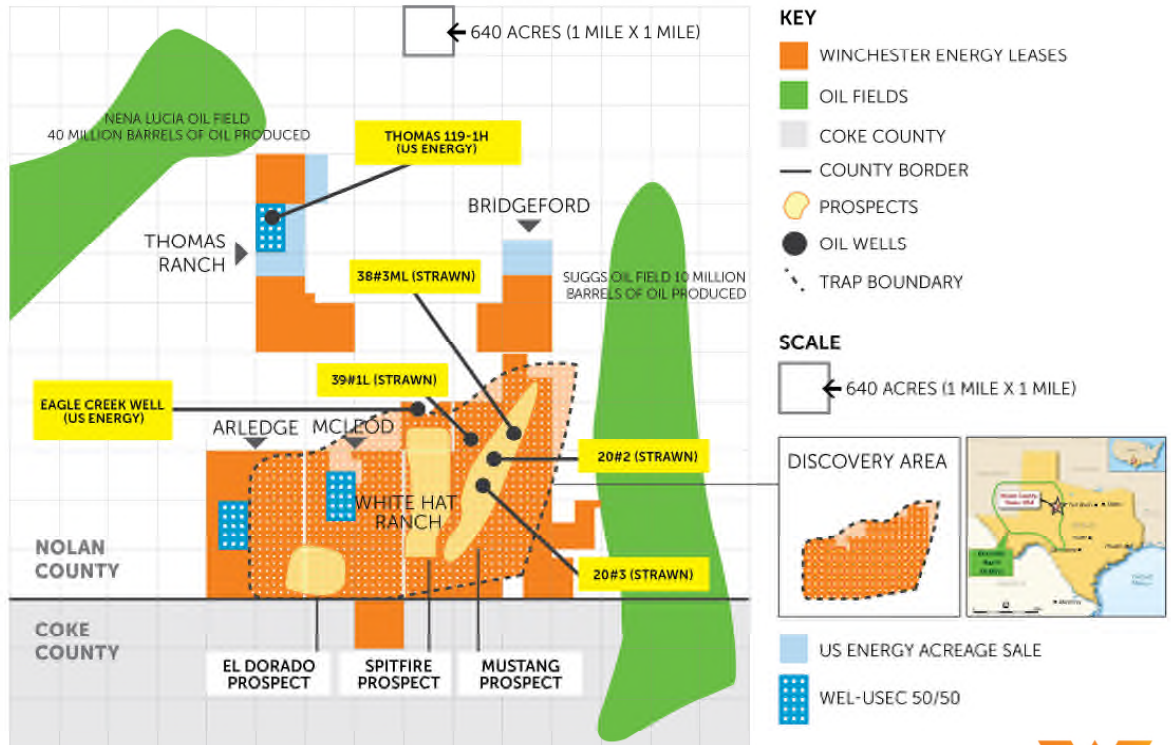 640 ACRES (1 MILE X 1 MILE)
NENA LUCIA OIL FIELD
40 MILLION BARRELS OF OIL PRODUCED
THOMAS 119-1H
(US ENERGY)
BRIDGEFORD
THOMAS
RANCH
38#3ML (STRAWN)
SUGGS OIL FIELD 10 MILLION
BARRELS OF OIL PRODUCED
39#1L (STRAWN)
EAGLE CREEK WELL
(US ENERGY)
ARLEDGE
MCLEOD
20#2 (STRAWN)
WHITE HAT
RANCH
NOLAN
COUNTY
20#3 (STRAWN)
COKE
COUNTY
EL DORADO
PROSPECT
SPITFIRE
PROSPECT
MUSTANG
PROSPECT
KEY
WINCHESTER ENERGY LEASES
OIL FIELDS
COKE COUNTY
COUNTY BORDER
PROSPECTS
OIL WELLS
TRAP BOUNDARY
SCALE
640 ACRES (1 MILE X 1 MILE)
DISCOVERY AREA
US ENERGY ACREAGE SALE
WEL-USEC 50/50